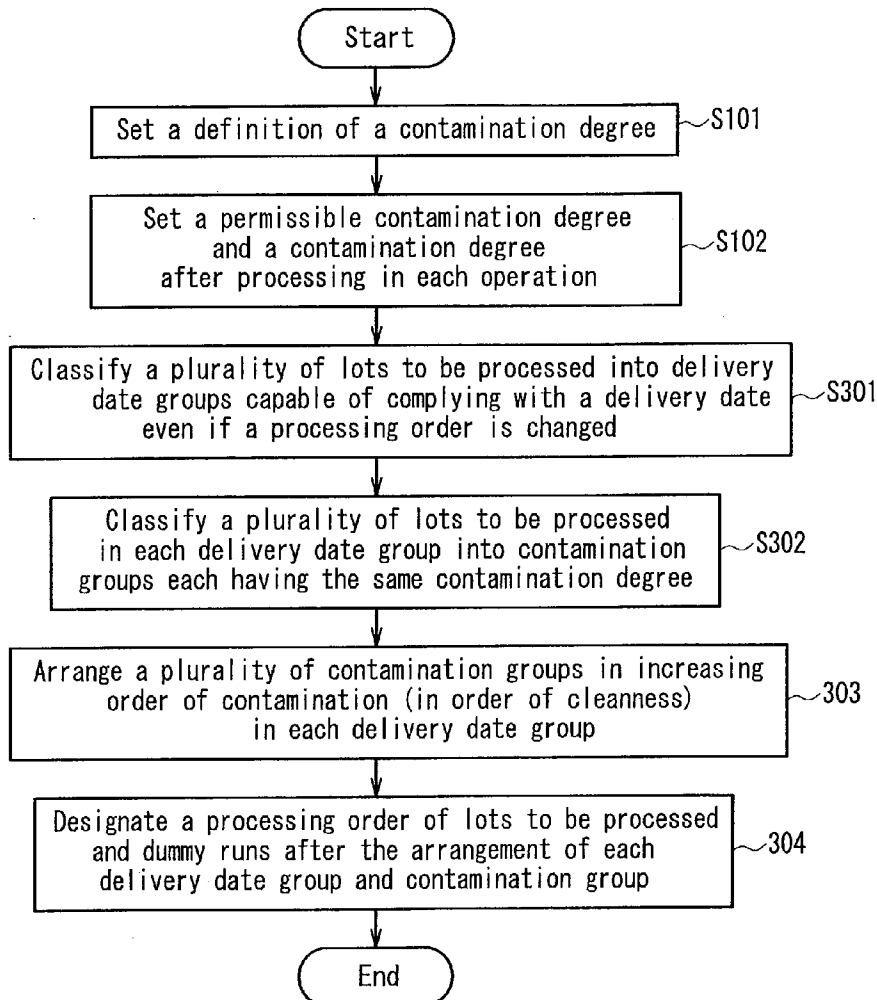 Start
Set a definition of a contamination degree
S101
Set a permissible contamination degree
and a contamination degree
after processing in each operation
S102
Classify a plurality of lots to be processed into delivery
date groups capable of complying with a delivery date
even if a processing order is changed
S301
Classify a plurality of lots to be processed
in each delivery date group into contamination
groups each having the same contamination degree
S302
Arrange a plurality of contamination groups in increasing
order of contamination (in order of cleanness)
in each delivery date group
303
Designate a processing order of lots to be processed
and dummy runs after the arrangement of each
delivery date group and contamination group
304
End